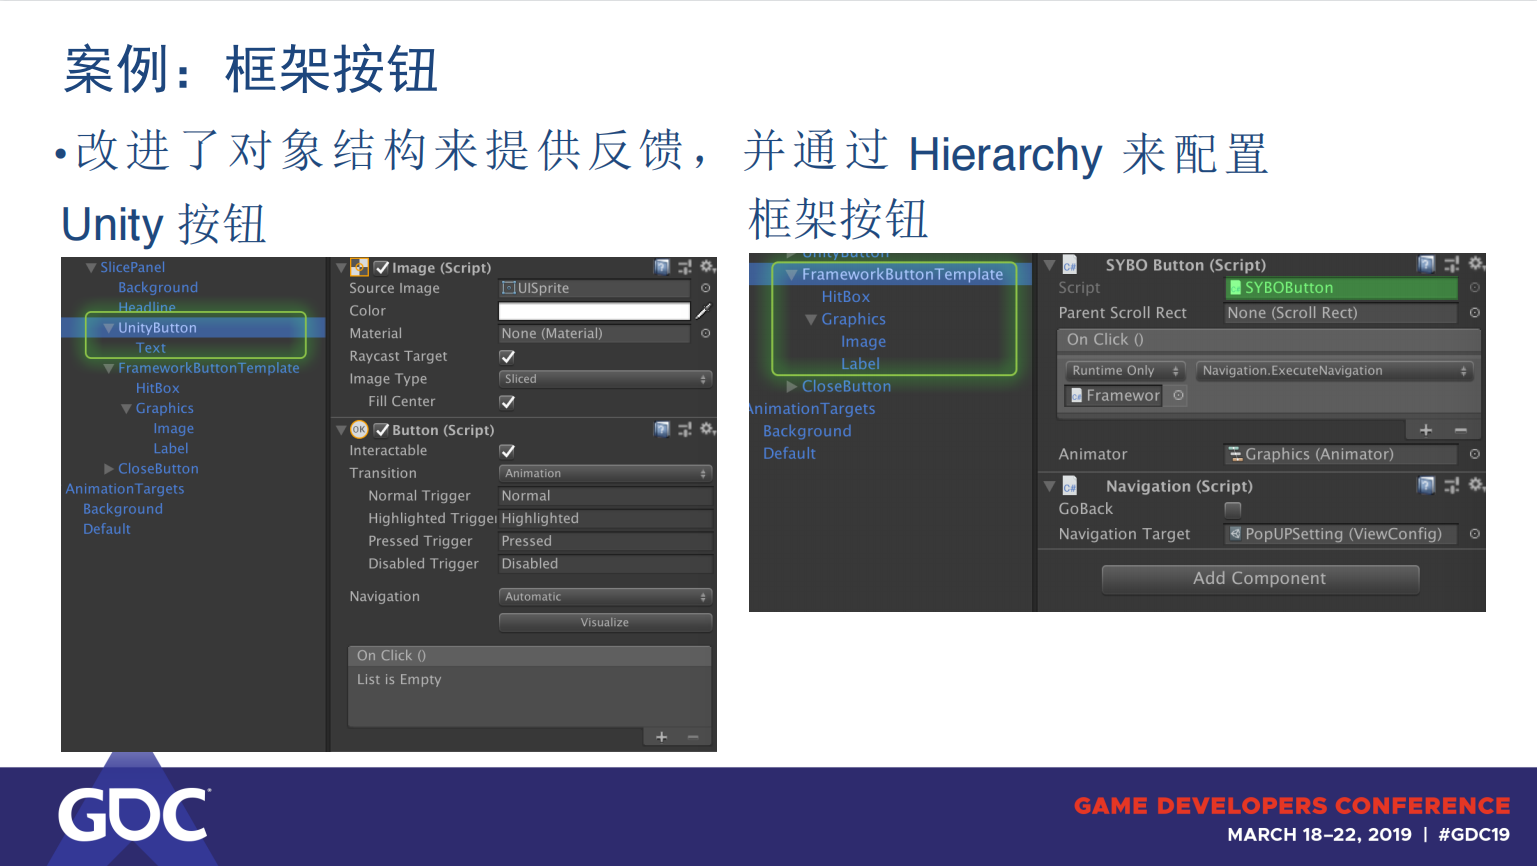 案例：框架按钮
•改进了对象结构来提供反馈，并通过 Hierarchy 来配置
Unity 按钮
SlicePanel
Background
Headline
UnityButton
Text
FrameworkButtonTemplate
HitBox
Graphics
Image
Label
CloseButton
AnimationTargets
Background
Default
Image (Script)
Source Image UISprite
Color
Material None (Material)
Raycast Target
Image Type Sliced
Fill Center
OK Button (Script)
Interactable
Transition Animation
Normal Trigger Normal
Highlighted Trigger Highlighted
Pressed Trigger Pressed
Disabled Trigger Disabled
Navigation Automatic
Visualize
On Click ()
List is Empty
+ −
框架按钮
UnityButton
FrameworkButtonTemplate
HitBox
Graphics
Image
Label
CloseButton
AnimationTargets
Background
Default
C# SYBO Button (Script)
Script SYBOButton
Parent Scroll Rect None (Scroll Rect)
On Click ()
Runtime Only Navigation.ExecuteNavigation
Framewor
+ −
Animator Graphics (Animator)
C# Navigation (Script)
GoBack
Navigation Target PopUPSetting (ViewConfig)
Add Component
GDC
GAME DEVELOPERS CONFERENCE
MARCH 18–22, 2019 | #GDC19